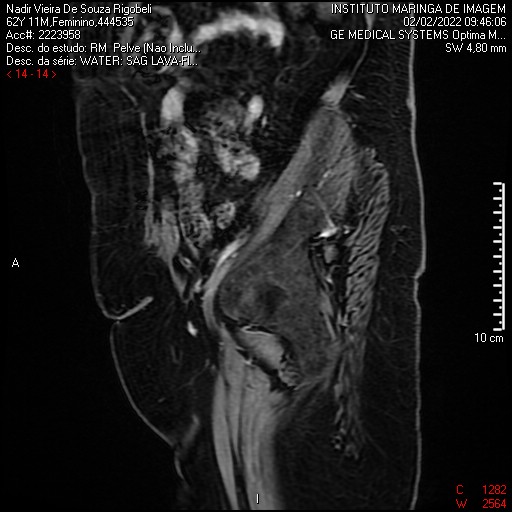 Nadir Vieira De Souza Rigobeli
62Y 11M,Feminino,444535
Acc#: 2223958
Desc. do estudo: RM Pelve (Nao Inclu...
Desc. da série: WATER: SAG LAVA-Fl...
< 14 - 14 >
INSTITUTO MARINGA DE IMAGEM
02/02/2022 09:46:06
GE MEDICAL SYSTEMS Optima M...
SW 4,80 mm
A
10 cm
I
C 1282
W 2564